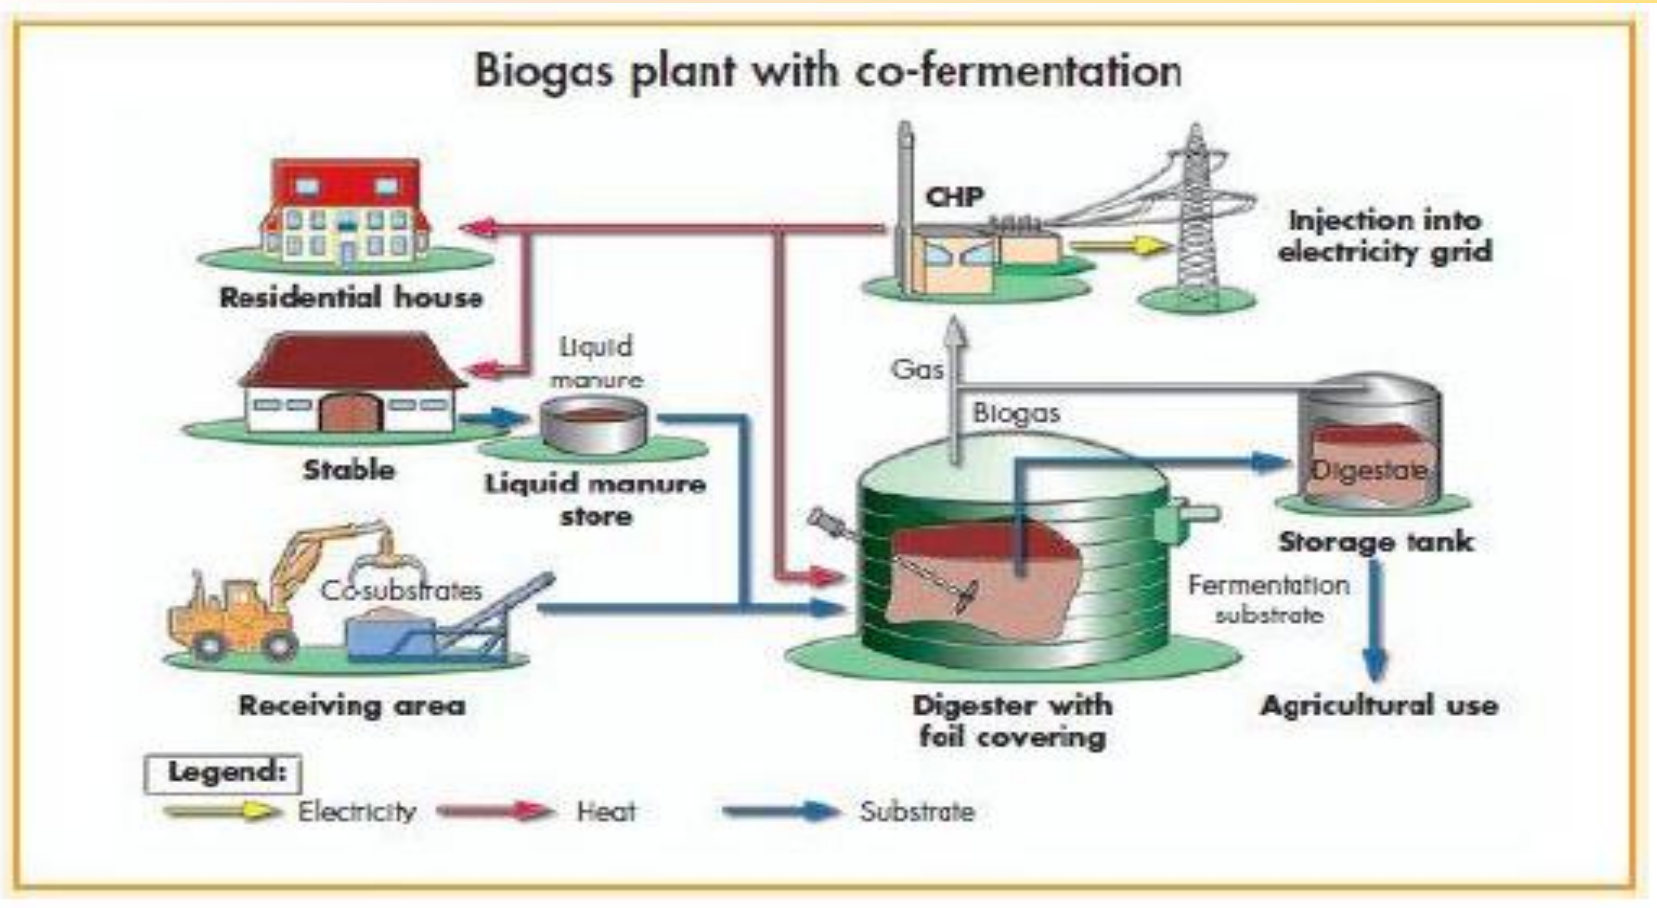 Biogas plant with co-fermentation
CHP
Injection into
electricity grid
Residential house
Liquid
manure
Gas
Biogas
Stable
Liquid manure
store
Digestate
Storage tank
Co-substrates
Fermentation
substrate
Receiving area
Digester with
foil covering
Agricultural use
Legend:
Electricity
Heat
Substrate